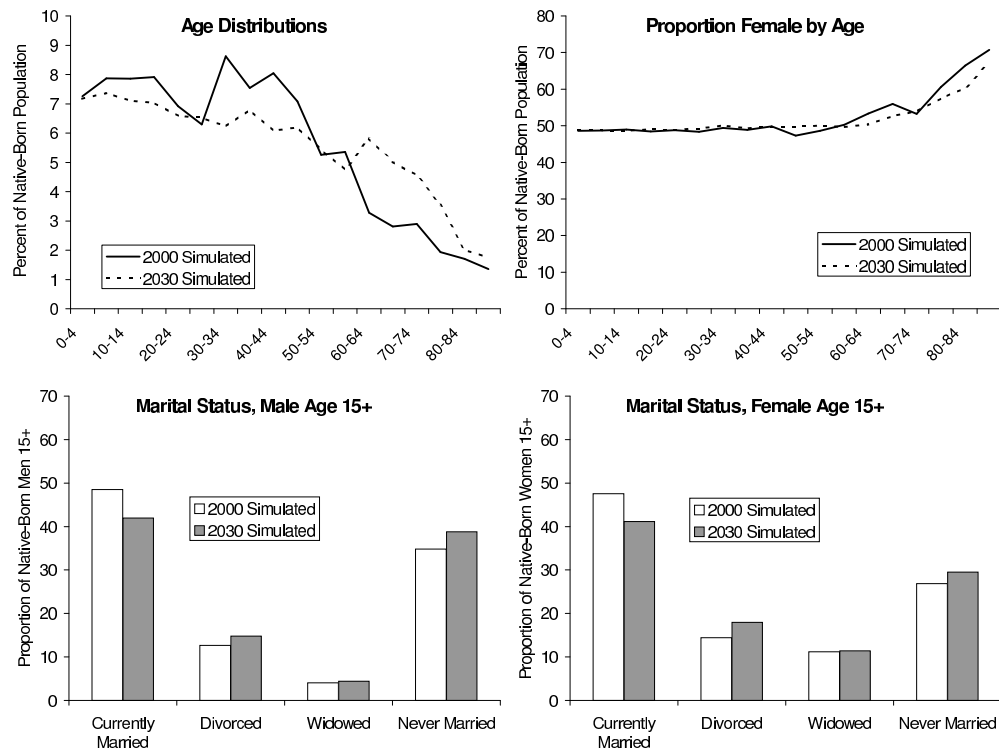 Age Distributions
Percent of Native-Born Population
10
9
8
7
6
5
4
3
2
1
0
2000 Simulated
2030 Simulated
0-4
10-14
20-24
30-34
40-44
50-54
60-64
70-74
80-84
Proportion Female by Age
Percent of Native-Born Population
80
70
60
50
40
30
20
10
0
2000 Simulated
2030 Simulated
0-4
10-14
20-24
30-34
40-44
50-54
60-64
70-74
80-84
Marital Status, Male Age 15+
Proportion of Native-Born Men 15+
70
60
50
40
30
20
10
0
2000 Simulated
2030 Simulated
Currently
Married
Divorced
Widowed
Never Married
Marital Status, Female Age 15+
Proportion of Native-Born Women 15+
70
60
50
40
30
20
10
0
2000 Simulated
2030 Simulated
Currently
Married
Divorced
Widowed
Never Married